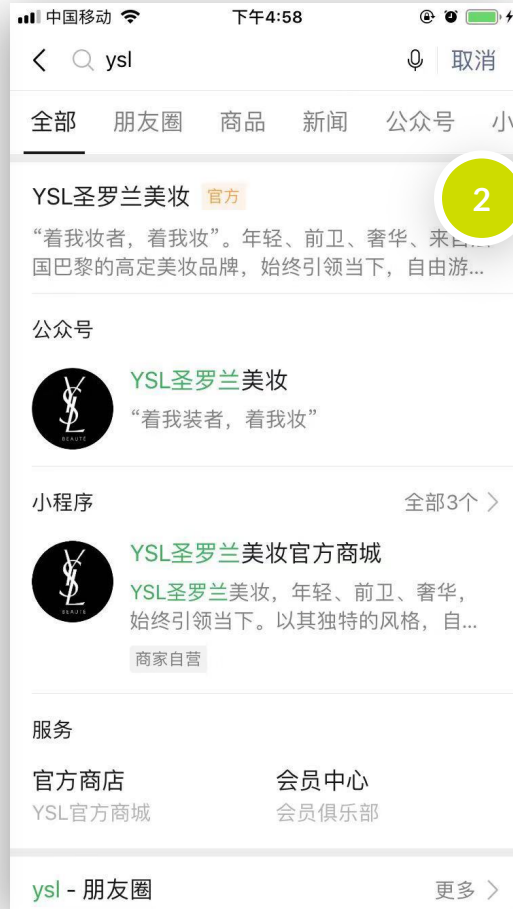 中国移动 下午4:58
ysl 取消
全部 朋友圈 商品 新闻 公众号 小
YSL圣罗兰美妆 官方
2
“着我妆者，着我妆”。年轻、前卫、奢华、来
国巴黎的高定美妆品牌，始终引领当下，自由游...
公众号
YSL圣罗兰美妆
“着我装者，着我妆”
YSL
BEAUTÉ
小程序 全部3个
YSL圣罗兰美妆官方商城
YSL圣罗兰美妆，年轻、前卫、奢华，
始终引领当下。以其独特的风格，自...
YSL
BEAUTÉ
商家自营
服务
官方商店 会员中心
YSL官方商城 会员俱乐部
ysl - 朋友圈 更多